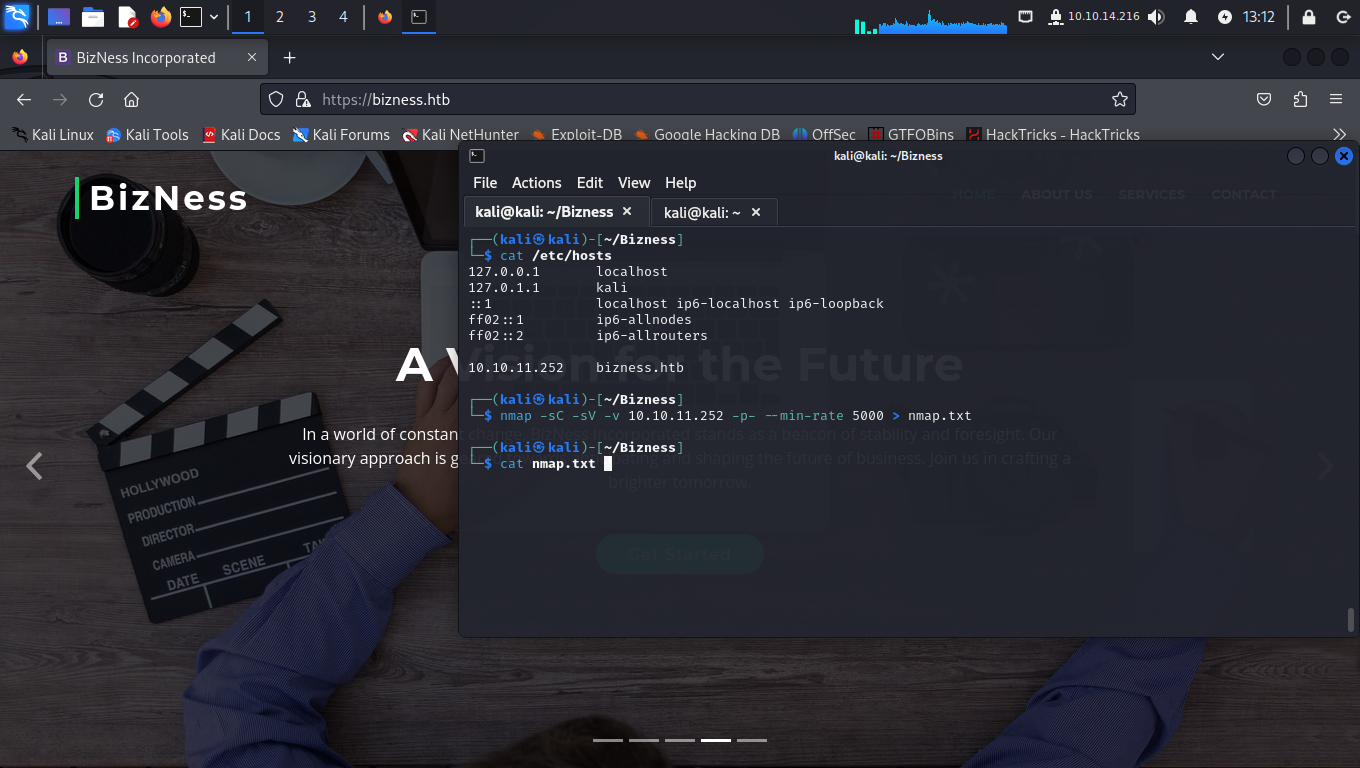 1 2 3 4 10.10.14.216 13:12
B BizNess Incorporated
https://bizness.htb
Kali Linux Kali Tools Kali Docs Kali Forums Kali NetHunter Exploit-DB Google Hacking DB OffSec GTFOBins HackTricks - HackTricks
BizNess
HOME ABOUT US SERVICES CONTACT
A Vision for the Future
In a world of constant change, BizNess Incorporated stands as a beacon of stability and foresight. Our
visionary approach is g ating and shaping the future of business. Join us in crafting a
brighter tomorrow.
Get Started
HOLLYWOOD
PRODUCTION
DIRECTOR
CAMERA
DATE SCENE TA
kali@kali: ~/Bizness
File Actions Edit View Help
kali@kali: ~/Bizness × kali@kali: ~ ×
┌──(kali㉿kali)-[~/Bizness]
└─$ cat /etc/hosts
127.0.0.1 localhost
127.0.1.1 kali
::1 localhost ip6-localhost ip6-loopback
ff02::1 ip6-allnodes
ff02::2 ip6-allrouters
10.10.11.252 bizness.htb
┌──(kali㉿kali)-[~/Bizness]
└─$ nmap -sC -sV -v 10.10.11.252 -p- --min-rate 5000 > nmap.txt
┌──(kali㉿kali)-[~/Bizness]
└─$ cat nmap.txt